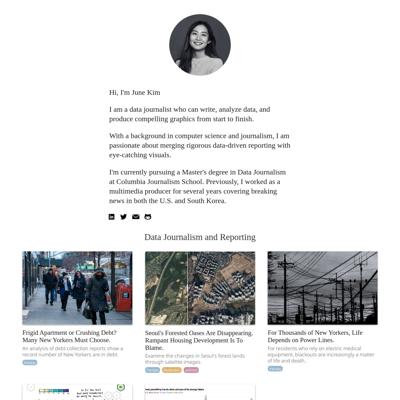 Hi, I'm June Kim
I am a data journalist who can write, analyze data, and
produce compelling graphics from start to finish.
With a background in computer science and journalism, I am
passionate about merging rigorous data-driven reporting with
eye-catching visuals.
I'm currently pursuing a Master's degree in Data Journalism
at Columbia Journalism School. Previously, I worked as a
multimedia producer for several years covering breaking
news in both the U.S. and South Korea.
Data Journalism and Reporting
Frigid Apartment or Crushing Debt?
Many New Yorkers Must Choose.
An analysis of debt collection reports show a
record number of New Yorkers are in debt.
Seoul's Forested Oases Are Disappearing.
Rampant Housing Development Is To
Blame.
Examine the changes in Seoul's forest lands
through satellite images.
For Thousands of New Yorkers, Life
Depends on Power Lines.
For residents who rely on electric medical
equipment, blackouts are increasingly a matter
of life and death.